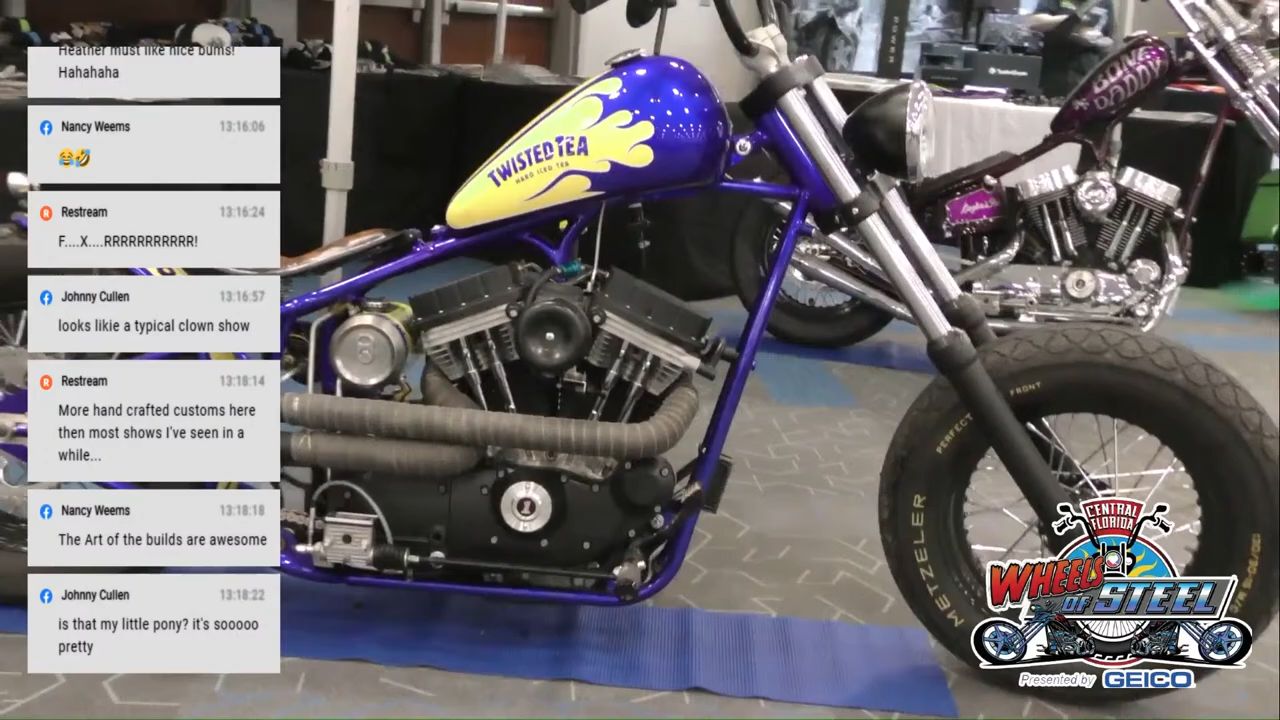 Heather must like nice bums!
Hahahaha
Nancy Weems 13:16:06
😂🤣
Restream 13:16:24
F....X....RRRRRRRRRRR!
Johnny Cullen 13:16:57
looks likie a typical clown show
Restream 13:18:14
More hand crafted customs here
then most shows I've seen in a
while...
Nancy Weems 13:18:18
The Art of the builds are awesome
Johnny Cullen 13:18:22
is that my little pony? it's sooooo
pretty
TWISTED TEA
HARD ICED TEA
BONE
DADDY
8
1
PERFECT
FRONT
METZELER
CENTRAL
FLORIDA
WHEELS
OF STEEL
Presented by GEICO